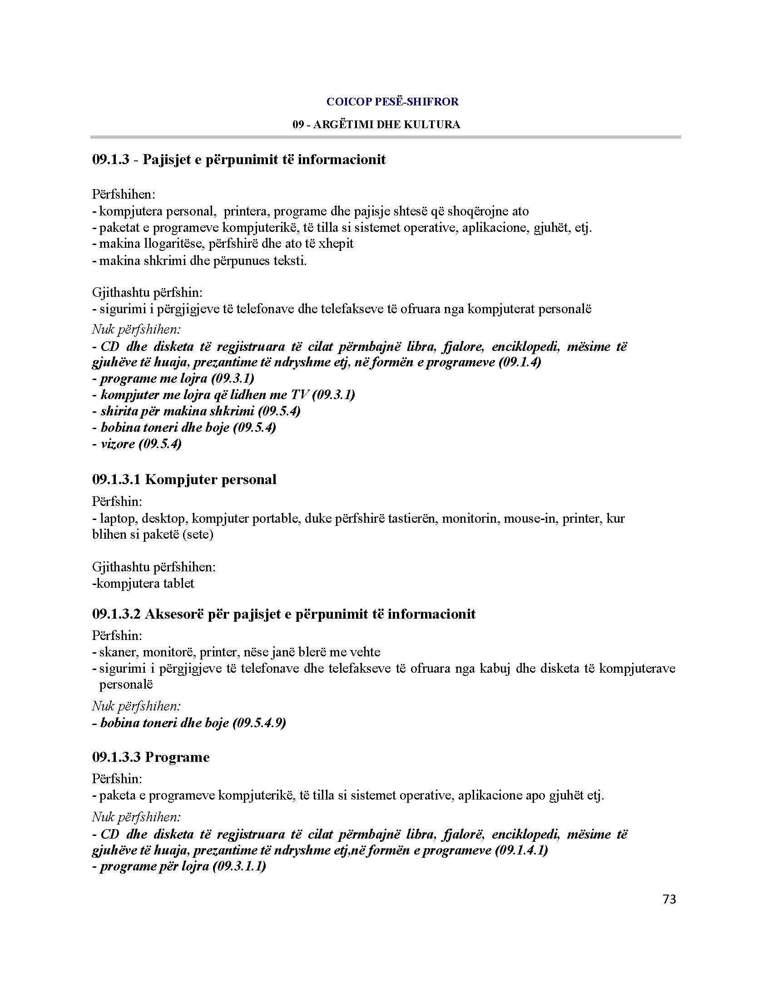 COICOP PESË-SHIFROR
09 - ARGËTIMI DHE KULTURA
09.1.3 - Pajisjet e përpunimit të informacionit
Përfshihen:
- kompjutera personal,  printera, programe dhe pajisje shtesë që shoqërojne ato
- paketat e programeve kompjuterikë, të tilla si sistemet operative, aplikacione, gjuhët, etj.
- makina llogaritëse, përfshirë dhe ato të xhepit
- makina shkrimi dhe përpunues teksti.
Gjithashtu përfshin:
- sigurimi i përgjigjeve të telefonave dhe telefakseve të ofruara nga kompjuterat personalë
Nuk përfshihen:
- CD dhe disketa të regjistruara të cilat përmbajnë libra, fjalore, enciklopedi, mësime të
gjuhëve të huaja, prezantime të ndryshme etj, në formën e programeve (09.1.4)
- programe me lojra (09.3.1)
- kompjuter me lojra që lidhen me TV (09.3.1)
- shirita për makina shkrimi (09.5.4)
- bobina toneri dhe boje (09.5.4)
- vizore (09.5.4)
09.1.3.1 Kompjuter personal
Përfshin:
- laptop, desktop, kompjuter portable, duke përfshirë tastierën, monitorin, mouse-in, printer, kur
blihen si paketë (sete)
Gjithashtu përfshihen:
-kompjutera tablet
09.1.3.2 Aksesorë për pajisjet e përpunimit të informacionit
Përfshin:
- skaner, monitorë, printer, nëse janë blerë me vehte
- sigurimi i përgjigjeve të telefonave dhe telefakseve të ofruara nga kabuj dhe disketa të kompjuterave
personalë
Nuk përfshihen:
- bobina toneri dhe boje (09.5.4.9)
09.1.3.3 Programe
Përfshin:
- paketa e programeve kompjuterikë, të tilla si sistemet operative, aplikacione apo gjuhët etj.
Nuk përfshihen:
- CD dhe disketa të regjistruara të cilat përmbajnë libra, fjalorë, enciklopedi, mësime të
gjuhëve të huaja, prezantime të ndryshme etj,në formën e programeve (09.1.4.1)
- programe për lojra (09.3.1.1)
73